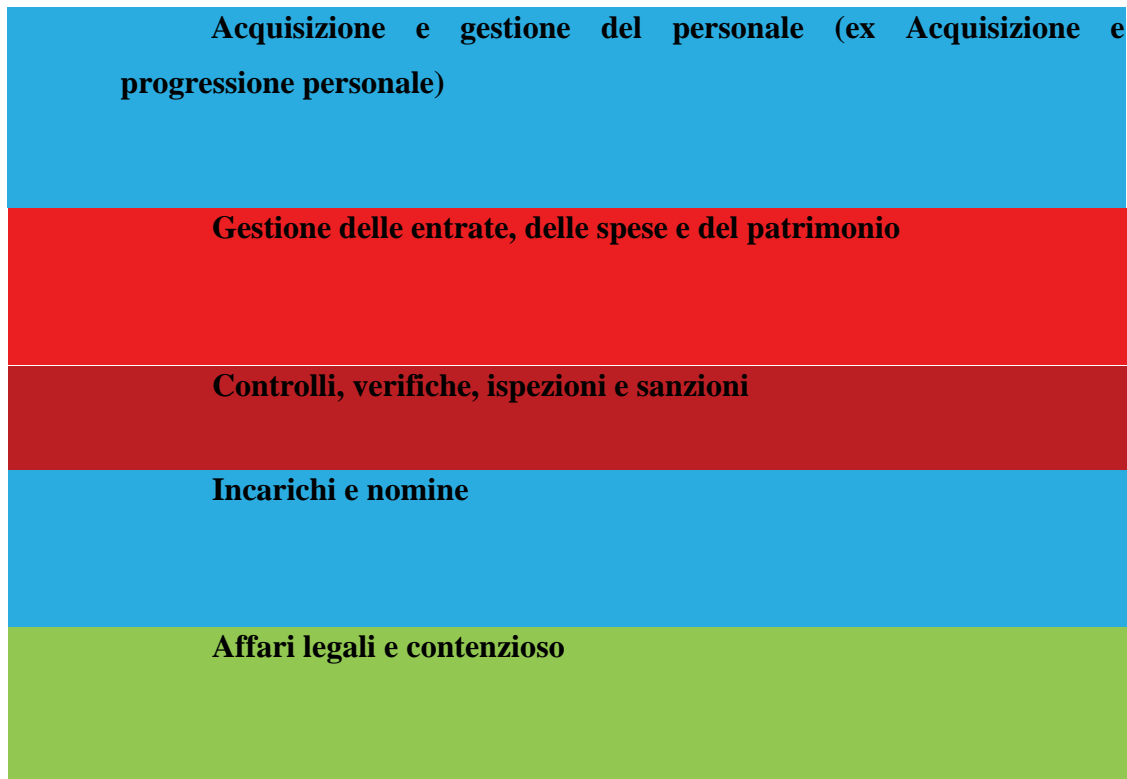 Acquisizione e gestione del personale (ex Acquisizione e
progressione personale)
Gestione delle entrate, delle spese e del patrimonio
Controlli, verifiche, ispezioni e sanzioni
Incarichi e nomine
Affari legali e contenzioso